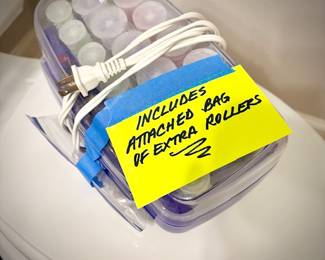 INCLUDES
ATTACHED BAG
OF EXTRA ROLLERS